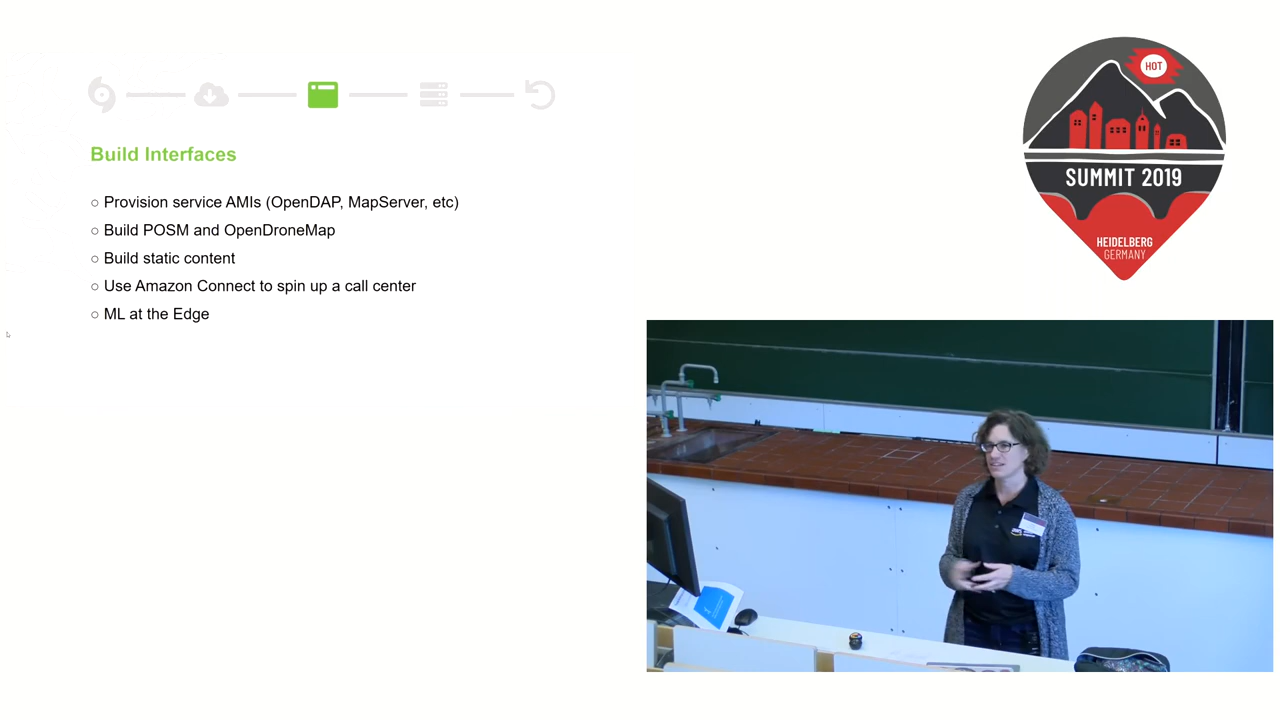 Build Interfaces
○ Provision service AMIs (OpenDAP, MapServer, etc)
○ Build POSM and OpenDroneMap
○ Build static content
○ Use Amazon Connect to spin up a call center
○ ML at the Edge
HOT
SUMMIT 2019
HEIDELBERG
GERMANY